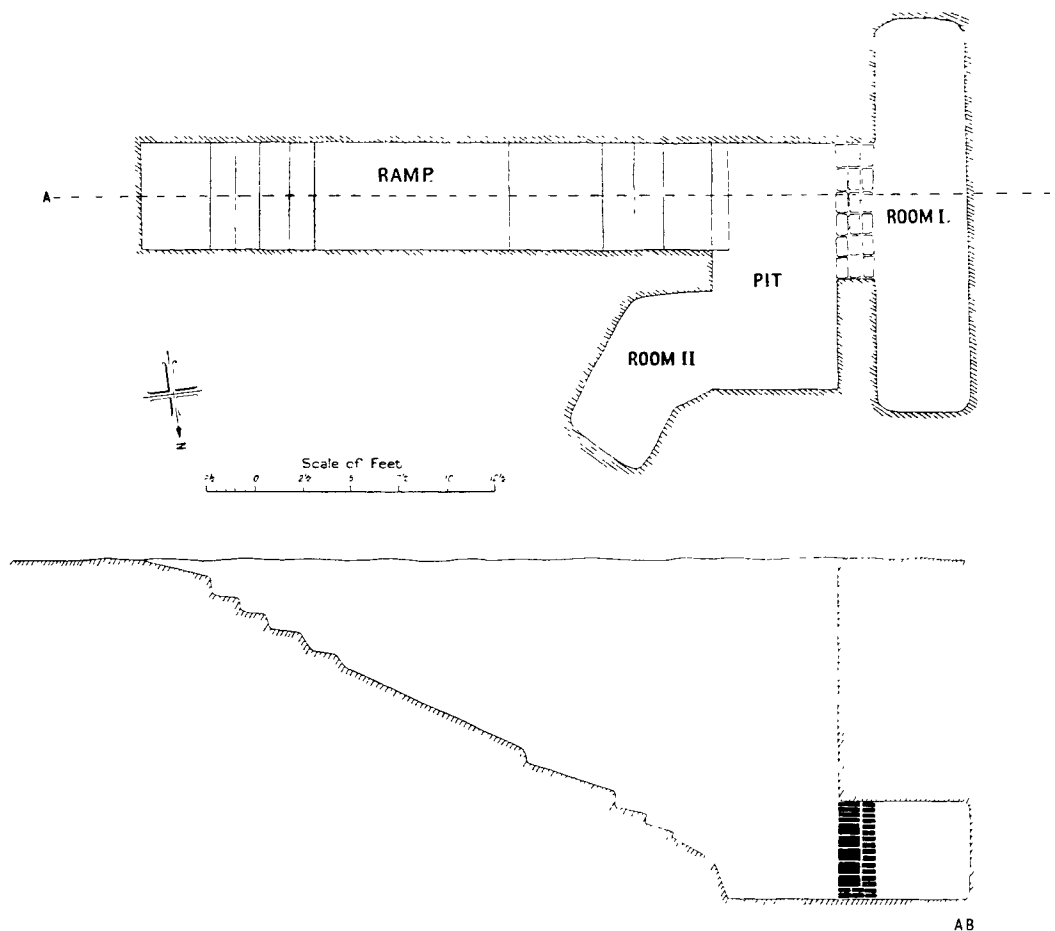 RAMP.
A
ROOM I.
PIT
ROOM II
N
Scale of Feet
2½ 0 2½ 5 7½ 10 12½
AB